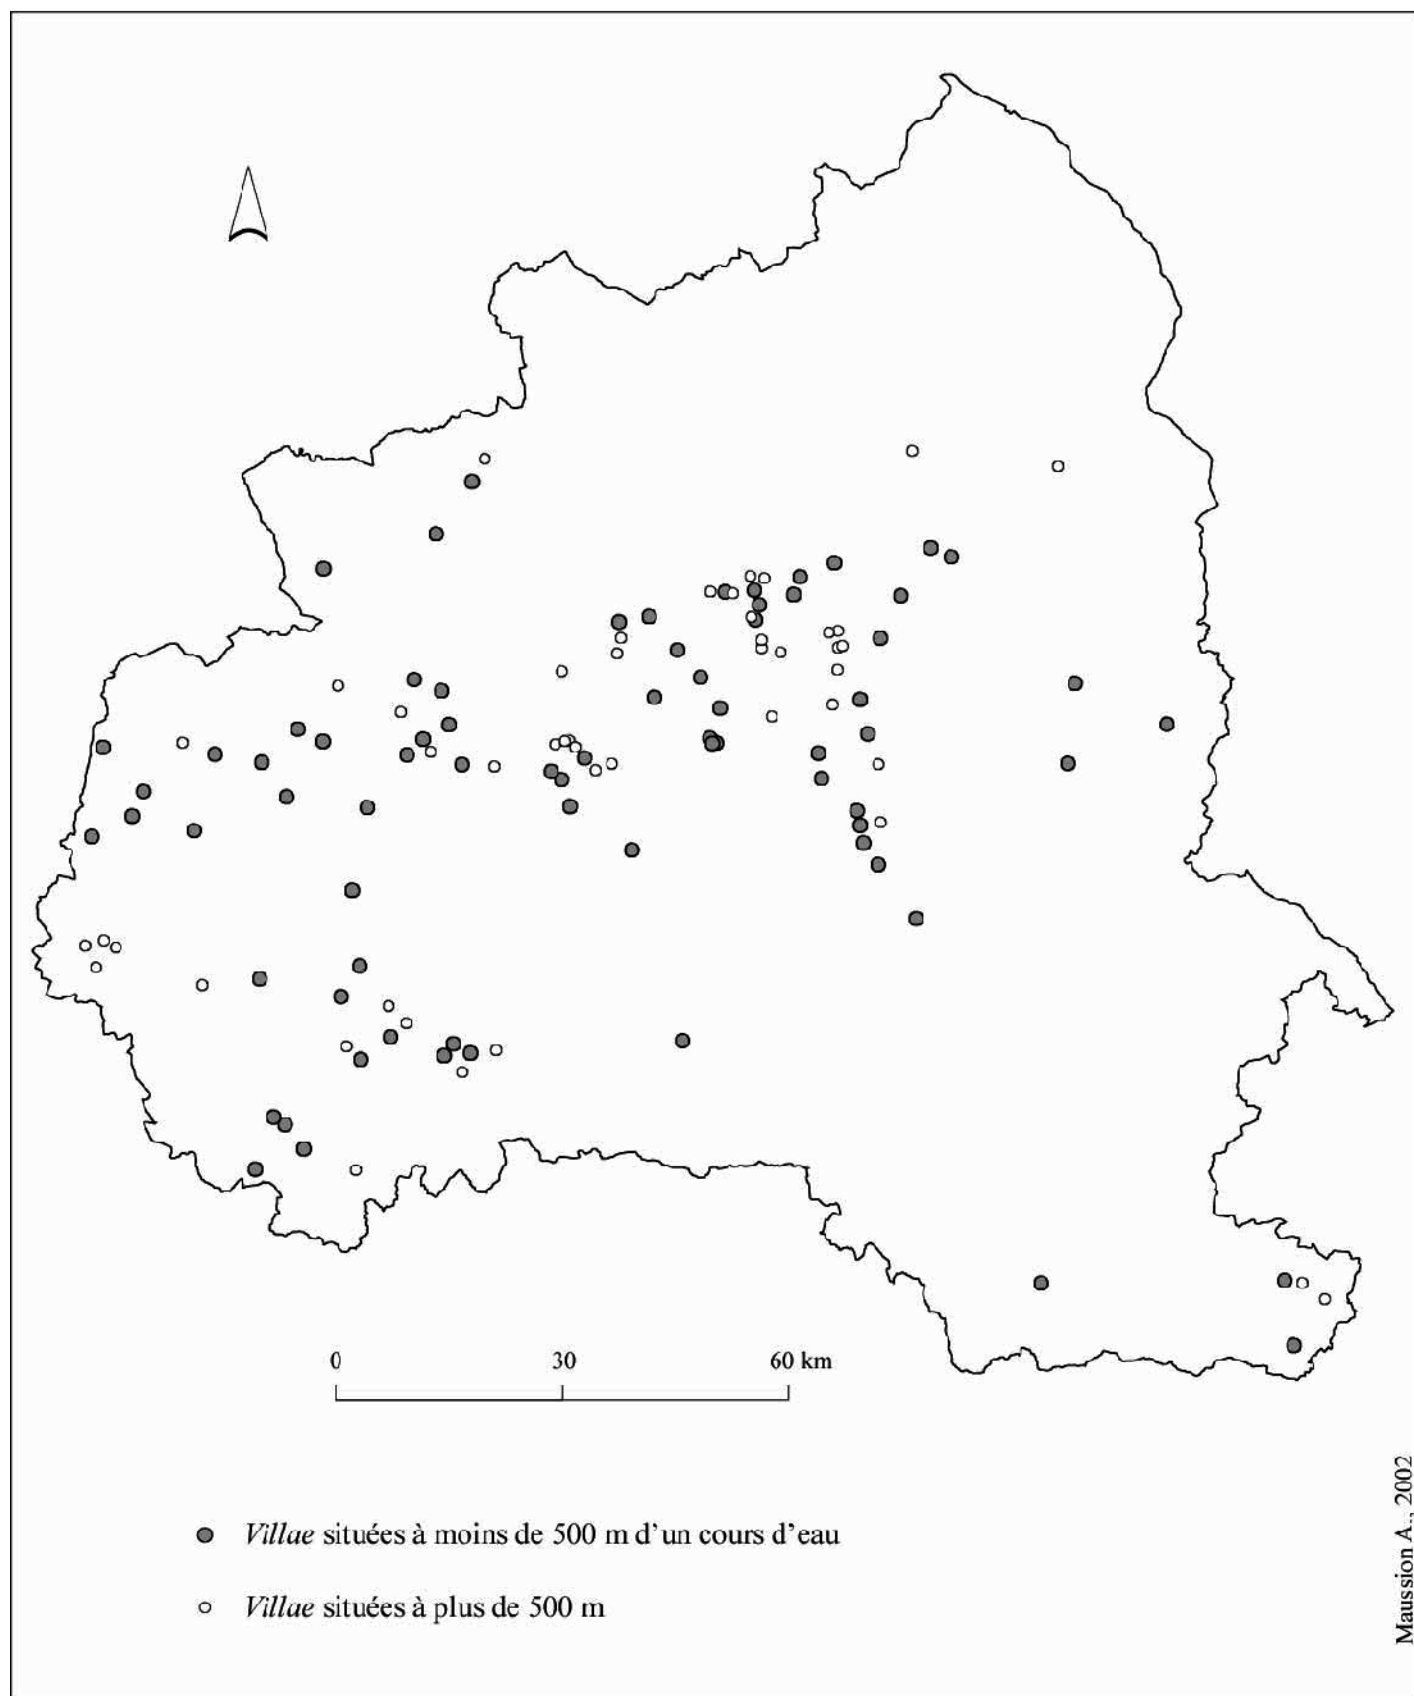 0 30 60 km
Villae situées à moins de 500 m d'un cours d'eau
Villae situées à plus de 500 m
Maussion A., 2002